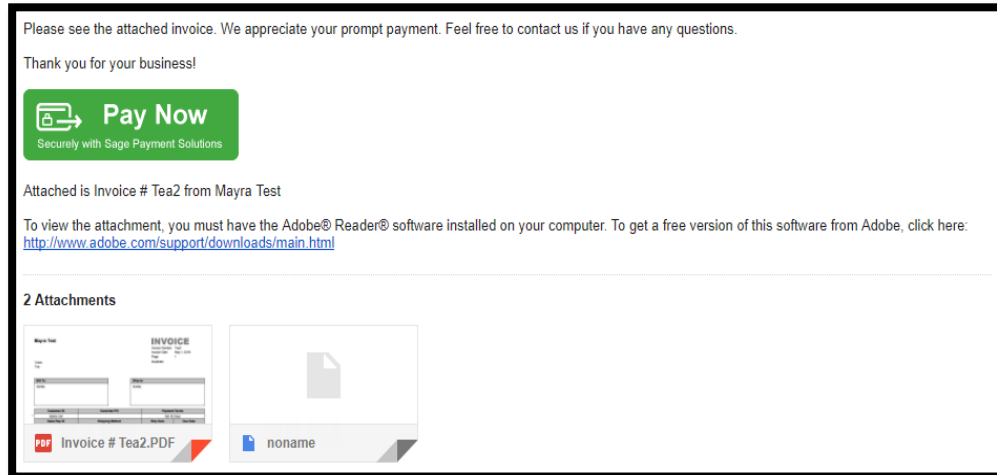 Please see the attached invoice. We appreciate your prompt payment. Feel free to contact us if you have any questions.
Thank you for your business!
Pay Now
Securely with Sage Payment Solutions
Attached is Invoice # Tea2 from Mayra Test
To view the attachment, you must have the Adobe® Reader® software installed on your computer. To get a free version of this software from Adobe, click here:
http://www.adobe.com/support/downloads/main.html
2 Attachments
Mayra Test
INVOICE
PDF Invoice # Tea2.PDF
noname